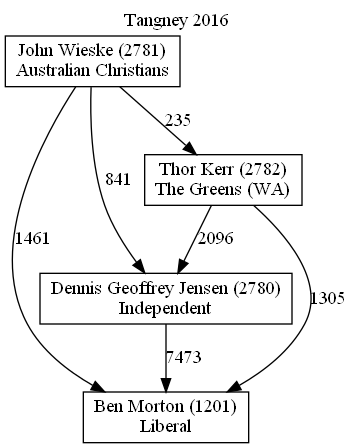 Tangney 2016
John Wieske (2781)
Australian Christians
235
Thor Kerr (2782)
The Greens (WA)
841
1461
2096
Dennis Geoffrey Jensen (2780)
Independent
1305
7473
Ben Morton (1201)
Liberal